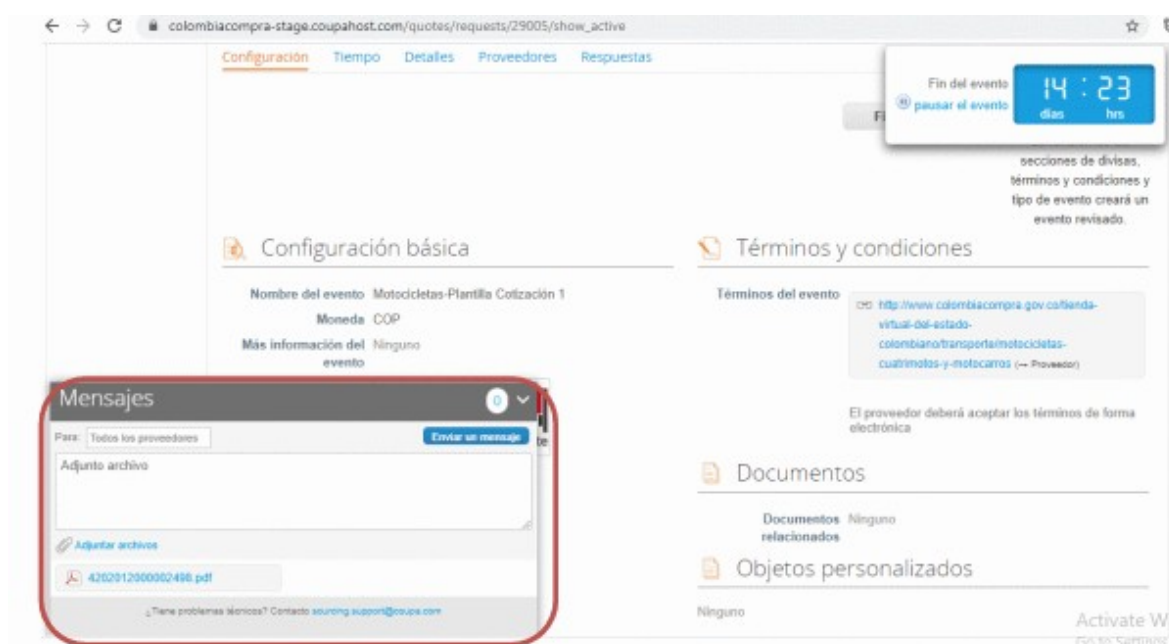 colombiacompra-stage.coupahost.com/quotes/requests/29005/show_active
Configuración Tiempo Detalles Proveedores Respuestas
Fin del evento
pausar el evento
14 : 23
días hrs
secciones de divisas,
términos y condiciones y
tipo de evento creará un
evento revisado.
Configuración básica
Nombre del evento Motocicletas-Plantilla Cotización 1
Moneda COP
Más información del evento Ninguno
Términos y condiciones
Términos del evento
http://www.colombiacompra.gov.co/tienda-
virtual-del-estado-
colombiano/transporte/motocicletas-
cuatrimotos-y-motocarros (→ Proveedor)
El proveedor deberá aceptar los términos de forma
electrónica
Mensajes 0
Para: Todos los proveedores Enviar un mensaje
Adjunto archivo
Adjuntar archivos
4202012000002498.pdf
¿Tiene problemas técnicos? Contacto sourcing.support@coupa.com
Documentos
Documentos relacionados Ninguno
Objetos personalizados
Ninguno
Activate W
Go to Settings